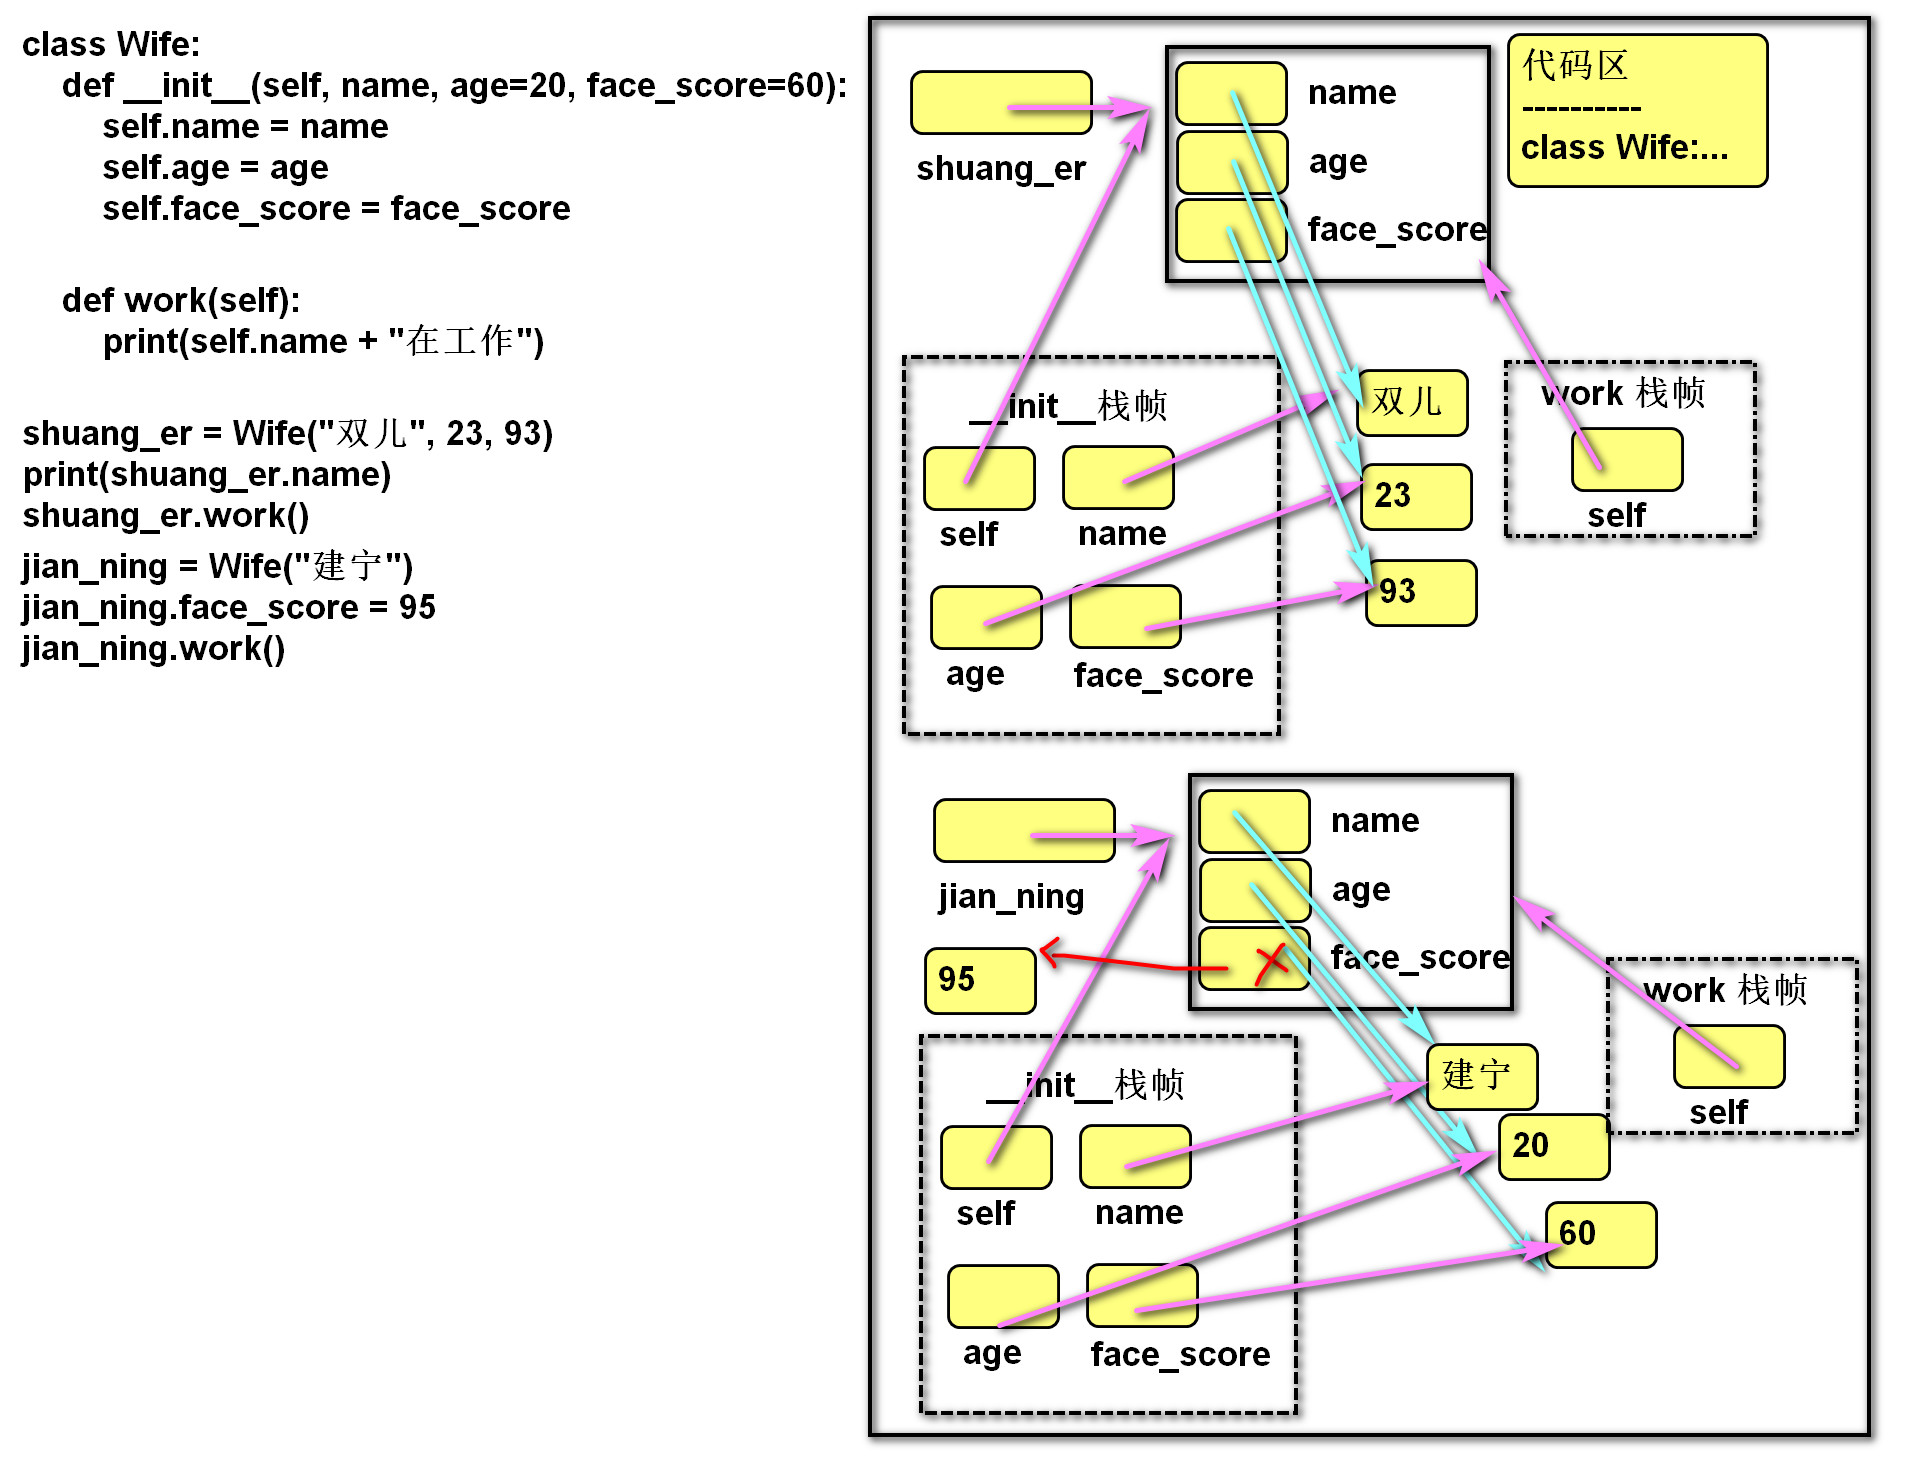 class Wife:
def __init__(self, name, age=20, face_score=60):
self.name = name
self.age = age
self.face_score = face_score
def work(self):
print(self.name + "在工作")
shuang_er = Wife("双儿", 23, 93)
print(shuang_er.name)
shuang_er.work()
jian_ning = Wife("建宁")
jian_ning.face_score = 95
jian_ning.work()
shuang_er
name
age
face_score
代码区
----------
class Wife:...
__init__栈帧
self
name
age
face_score
双儿
23
93
work 栈帧
self
jian_ning
name
age
face_score
95
__init__栈帧
self
name
age
face_score
建宁
20
60
work 栈帧
self